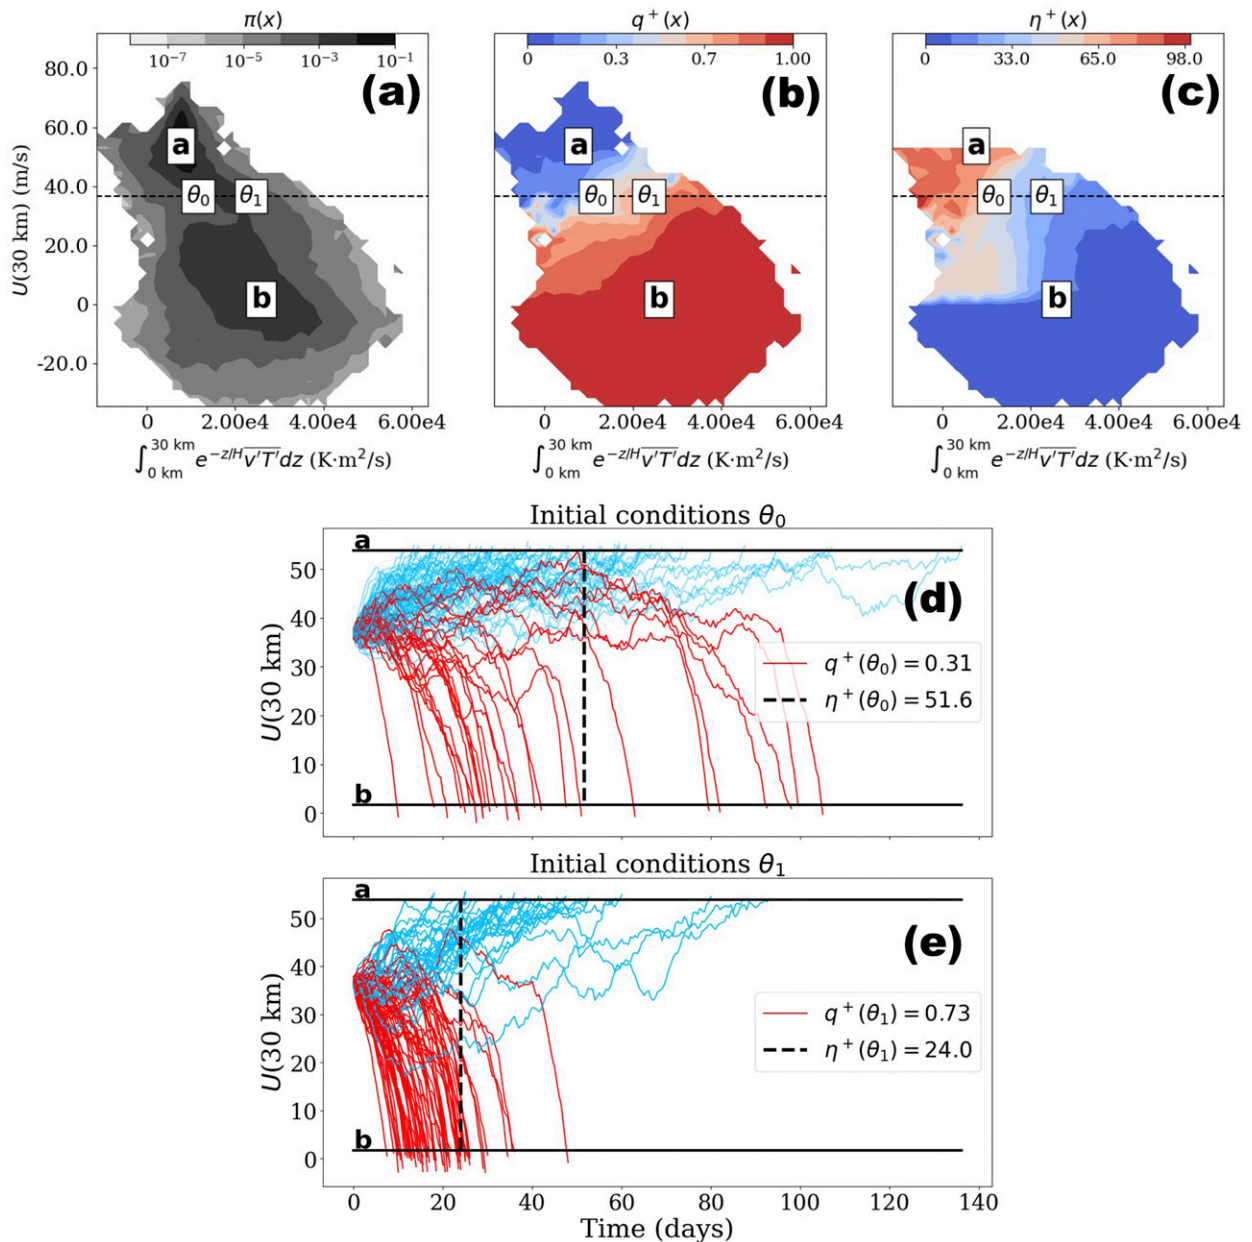 π(x)
q⁺(x)
η⁺(x)
10⁻⁷ 10⁻⁵ 10⁻³ 10⁻¹
0 0.3 0.7 1.00
0 33.0 65.0 98.0
(a)
(b)
(c)
U(30 km) (m/s)
80.0
60.0
40.0
20.0
0
-20.0
a
θ₀ θ₁
b
a
θ₀ θ₁
b
a
θ₀ θ₁
b
0 2.00e4 4.00e4 6.00e4
0 2.00e4 4.00e4 6.00e4
0 2.00e4 4.00e4 6.00e4
∫₀ ₖₘ³⁰ ᵏᵐ e^{-z/H} v′T′ dz (K·m²/s)
∫₀ ₖₘ³⁰ ᵏᵐ e^{-z/H} v′T′ dz (K·m²/s)
∫₀ ₖₘ³⁰ ᵏᵐ e^{-z/H} v′T′ dz (K·m²/s)
Initial conditions θ₀
a
(d)
U(30 km)
50
40
30
20
10
0
q⁺(θ₀) = 0.31
η⁺(θ₀) = 51.6
b
Initial conditions θ₁
a
(e)
U(30 km)
50
40
30
20
10
0
q⁺(θ₁) = 0.73
η⁺(θ₁) = 24.0
b
0 20 40 60 80 100 120 140
Time (days)